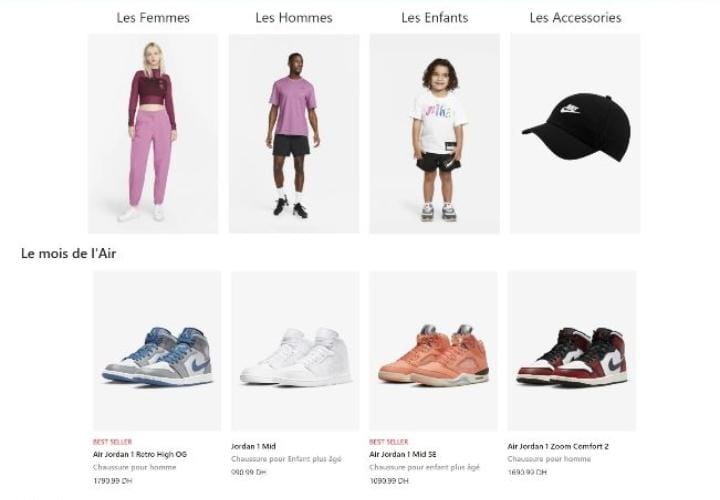 Les Femmes
Les Hommes
Les Enfants
Les Accessories
Le mois de l'Air
BEST SELLER
Air Jordan 1 Retro High OG
Chaussure pour homme
1790.99 DH
Jordan 1 Mid
Chaussure pour Enfant plus âgé
990.99 DH
BEST SELLER
Air Jordan 1 Mid SE
Chaussure pour enfant plus âgé
1090.99 DH
Air Jordan 1 Zoom Comfort 2
Chaussure pour homme
1690.99 DH